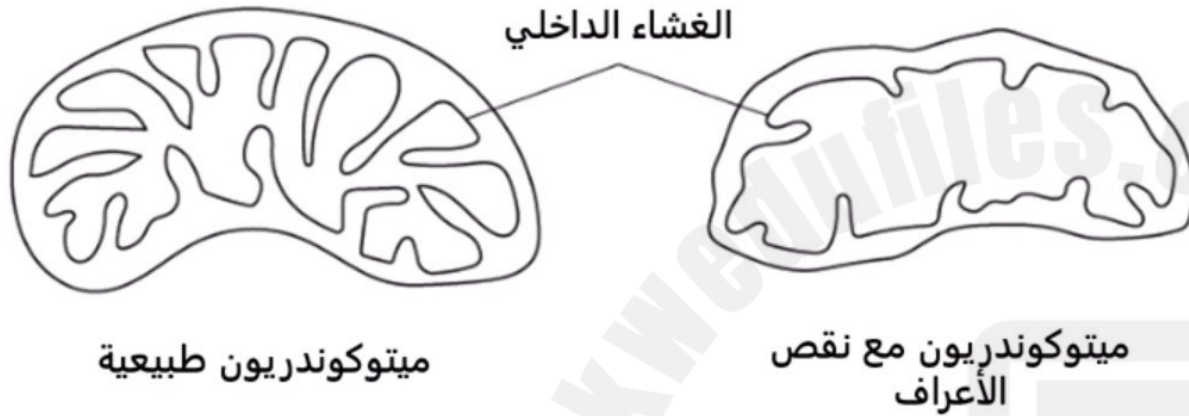 الغشاء الداخلي
ميتوكوندريون طبيعية
ميتوكوندريون مع نقص
الأعراف